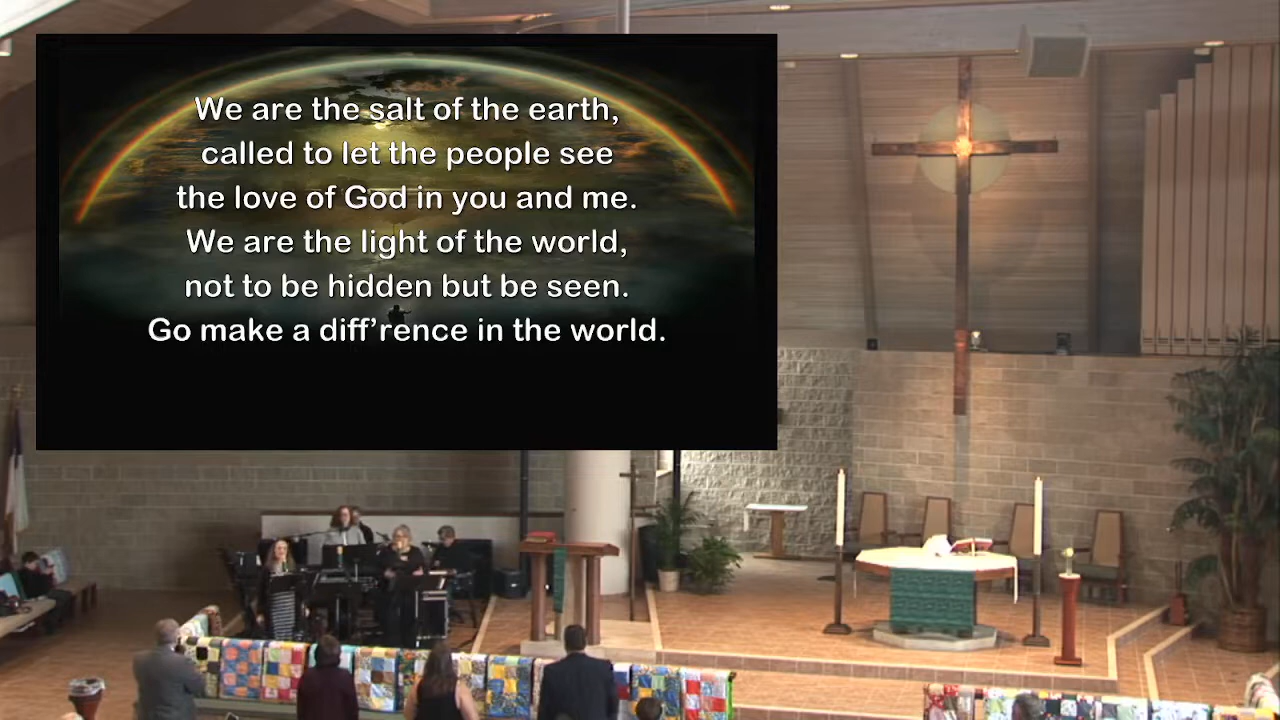 We are the salt of the earth,
called to let the people see
the love of God in you and me.
We are the light of the world,
not to be hidden but be seen.
Go make a diff’rence in the world.